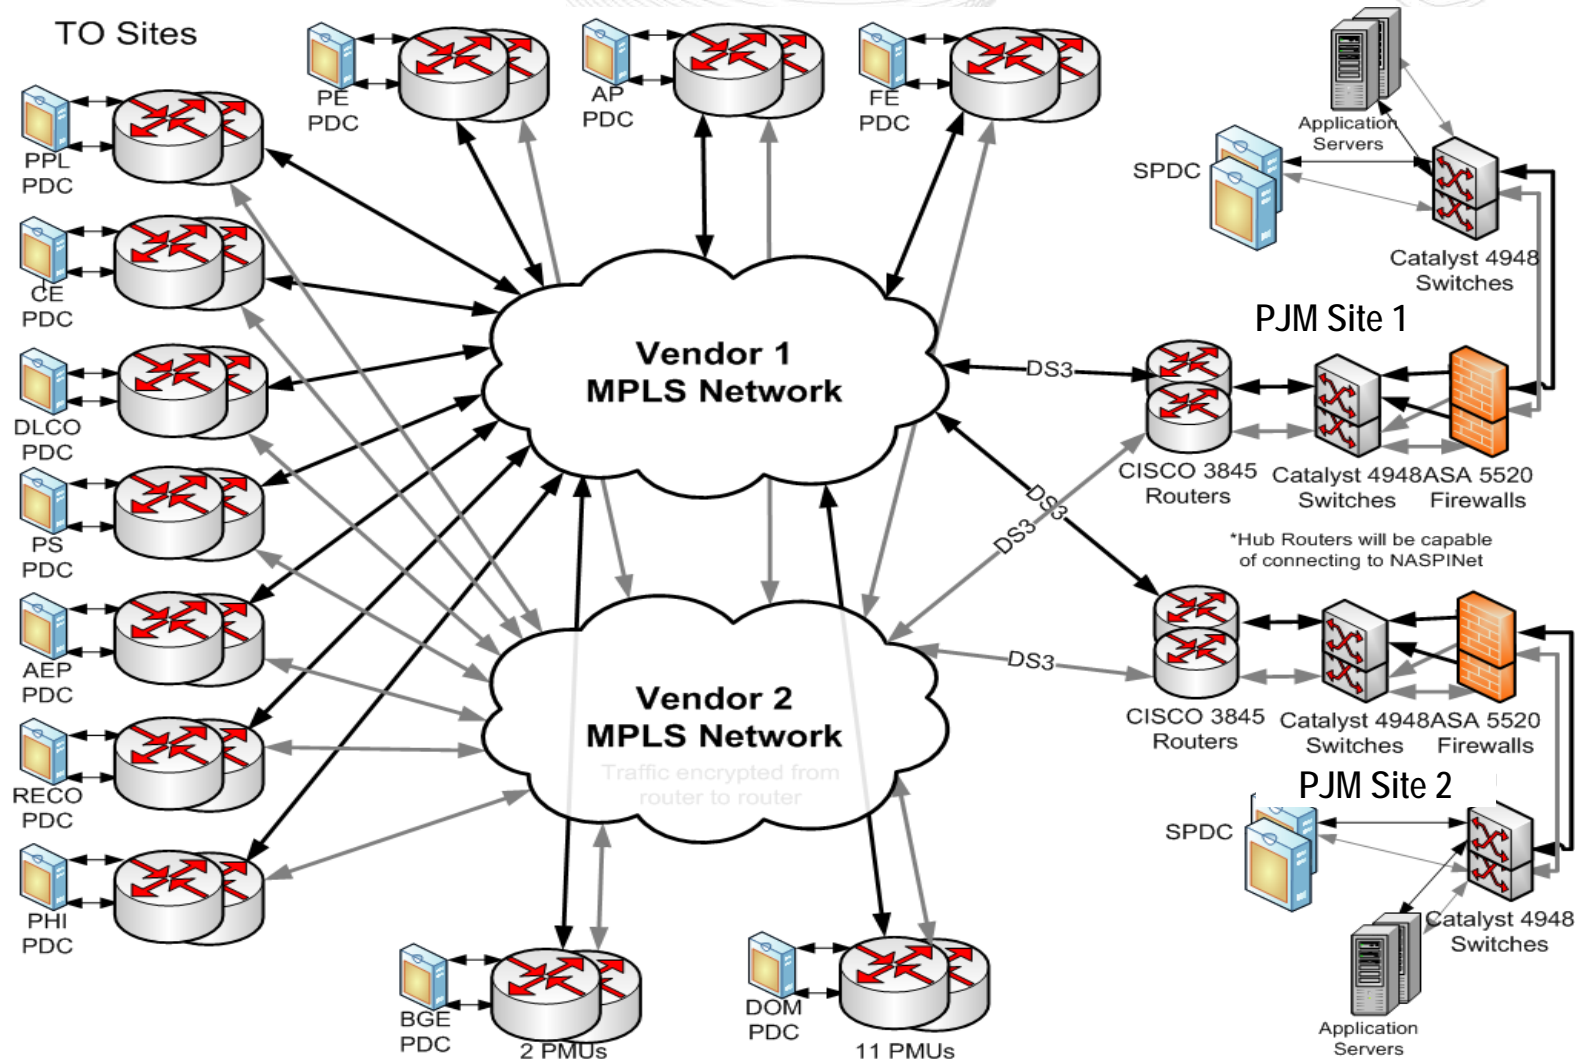 TO Sites
PE
PDC
AP
PDC
FE
PDC
Application
Servers
SPDC
Catalyst 4948
Switches
PPL
PDC
CE
PDC
DLCO
PDC
PS
PDC
AEP
PDC
RECO
PDC
PHI
PDC
Vendor 1
MPLS Network
DS3
DS3
DS3
DS3
PJM Site 1
CISCO 3845
Routers
Catalyst 4948
Switches
ASA 5520
Firewalls
*Hub Routers will be capable
of connecting to NASPINet
Vendor 2
MPLS Network
Traffic encrypted from
router to router
CISCO 3845
Routers
Catalyst 4948
Switches
ASA 5520
Firewalls
PJM Site 2
SPDC
Catalyst 4948
Switches
Application
Servers
BGE
PDC
2 PMUs
DOM
PDC
11 PMUs